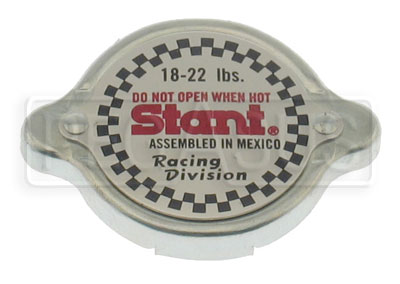 18-22 lbs.
DO NOT OPEN WHEN HOT
Stant®
ASSEMBLED IN MEXICO
Racing
Division